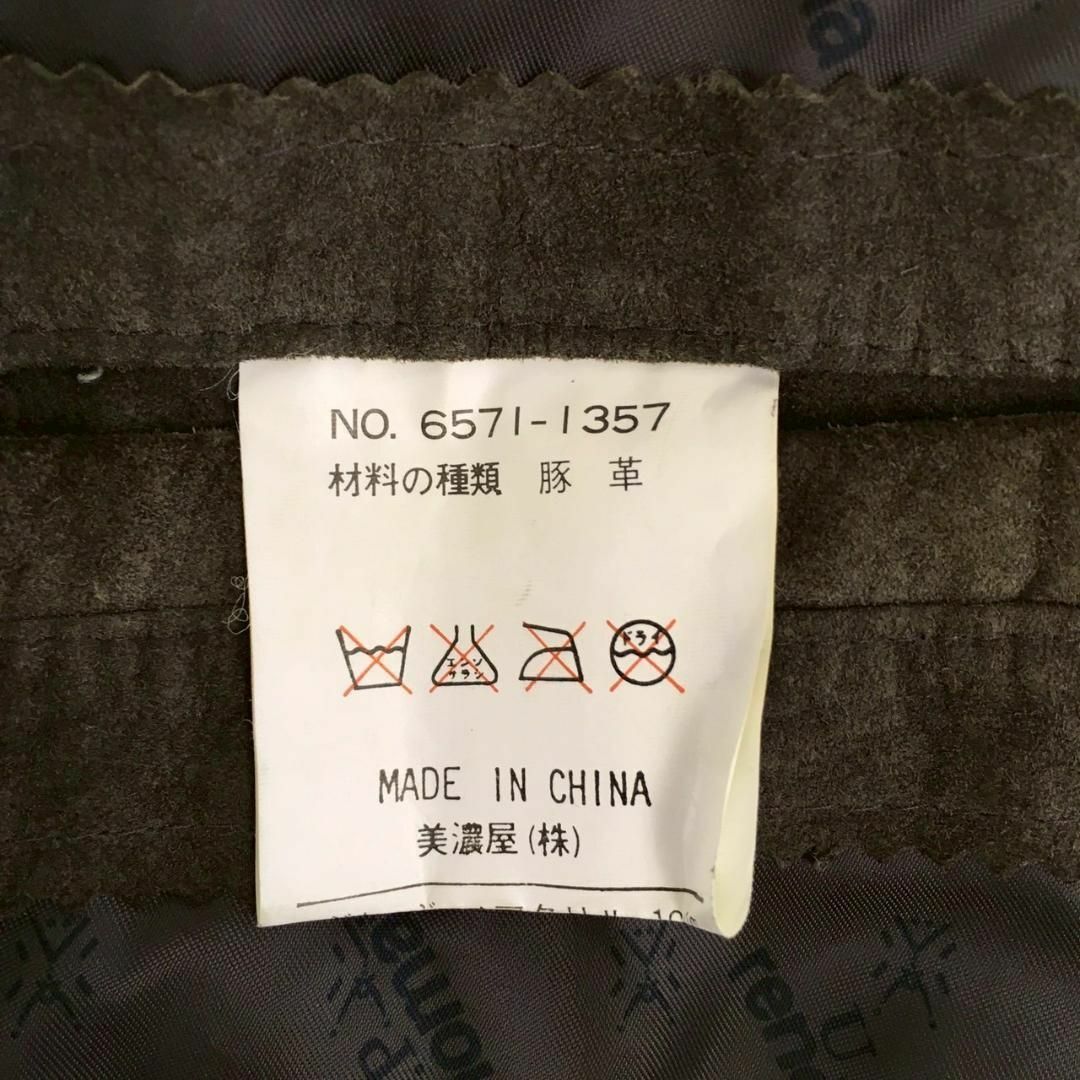 NO. 6571-1357
材料の種類 豚 革
エンソ
サラシ
ドライ
MADE IN CHINA
美濃屋(株)